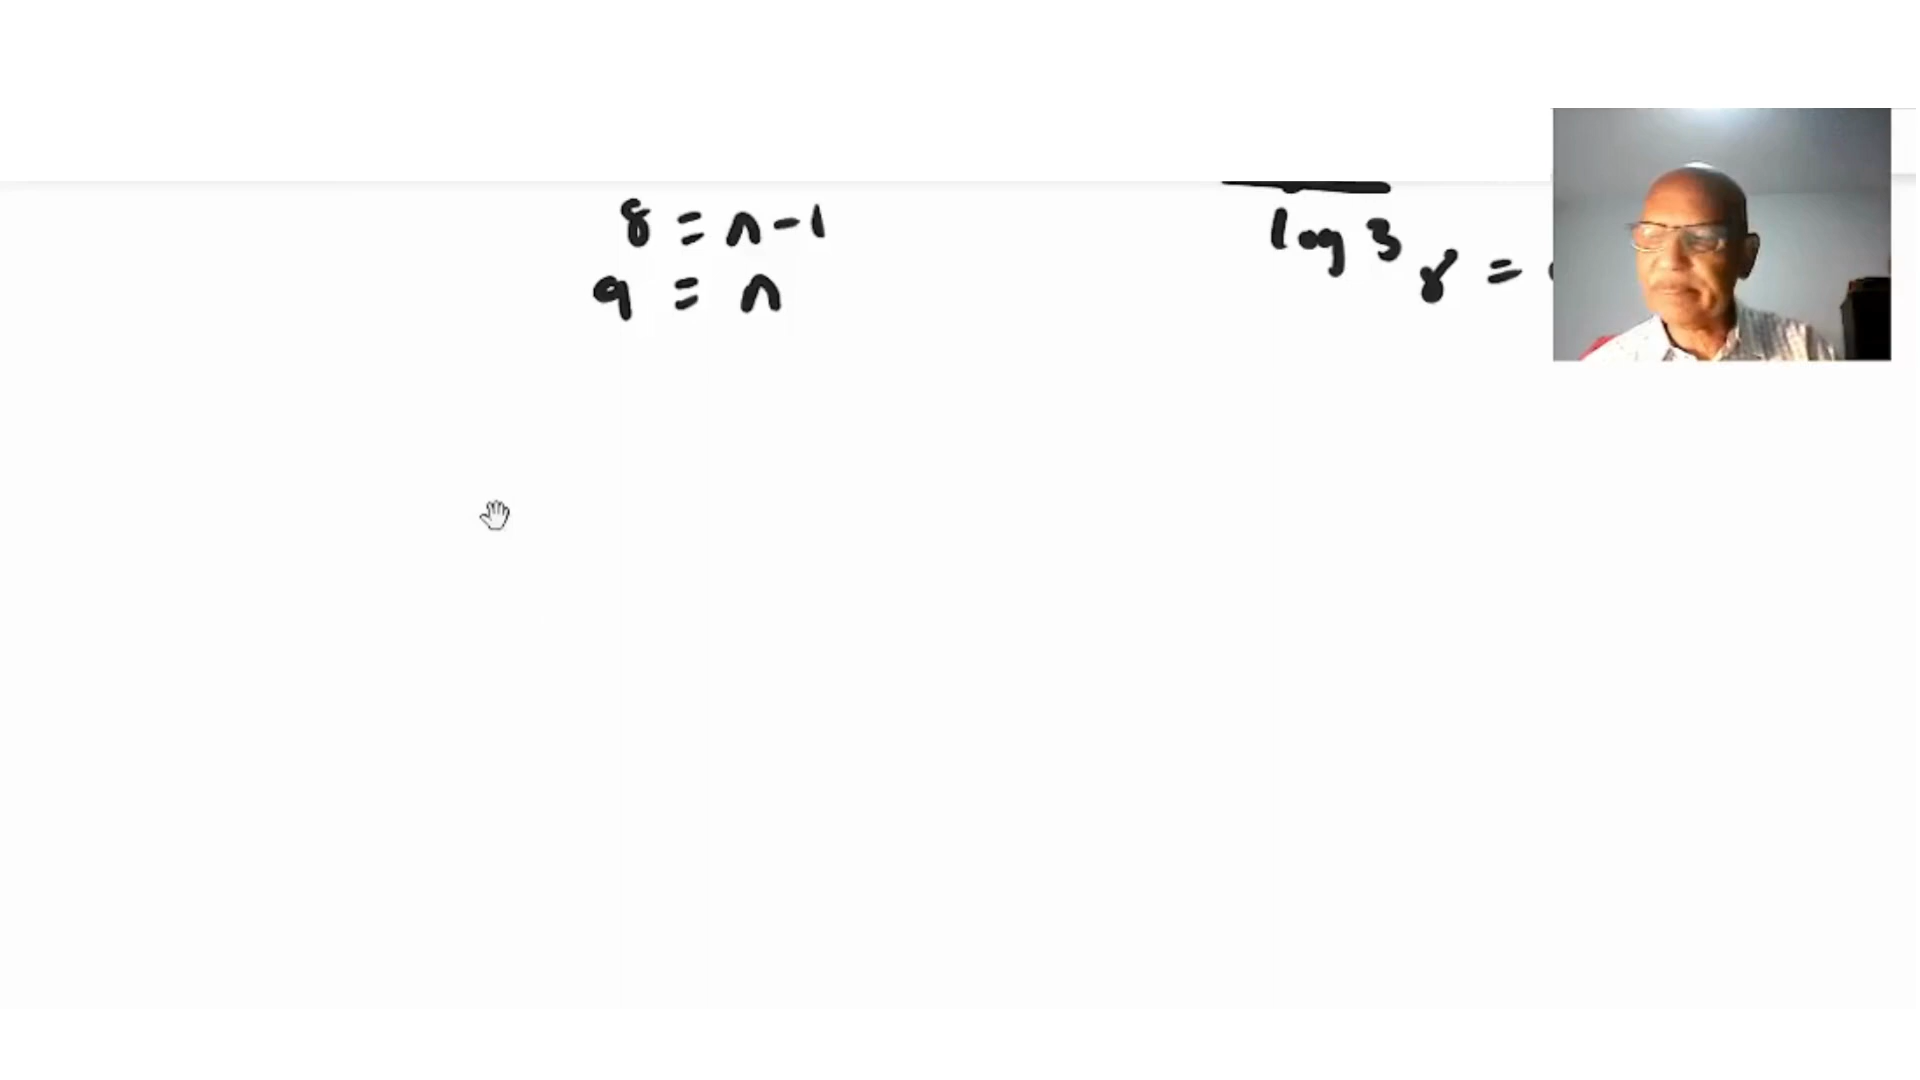 8 = n-1
9 = n
log 3
8 =